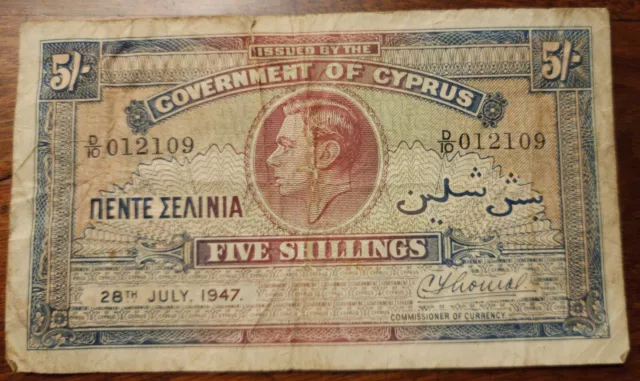 ISSUED BY THE
5/- 5/-
GOVERNMENT OF CYPRUS
D/10 012109 D/10 012109
ΠΕΝΤΕ ΣΕΛΙΝΙΑ بش شلين
FIVE SHILLINGS
28TH JULY, 1947.
COMMISSIONER OF CURRENCY